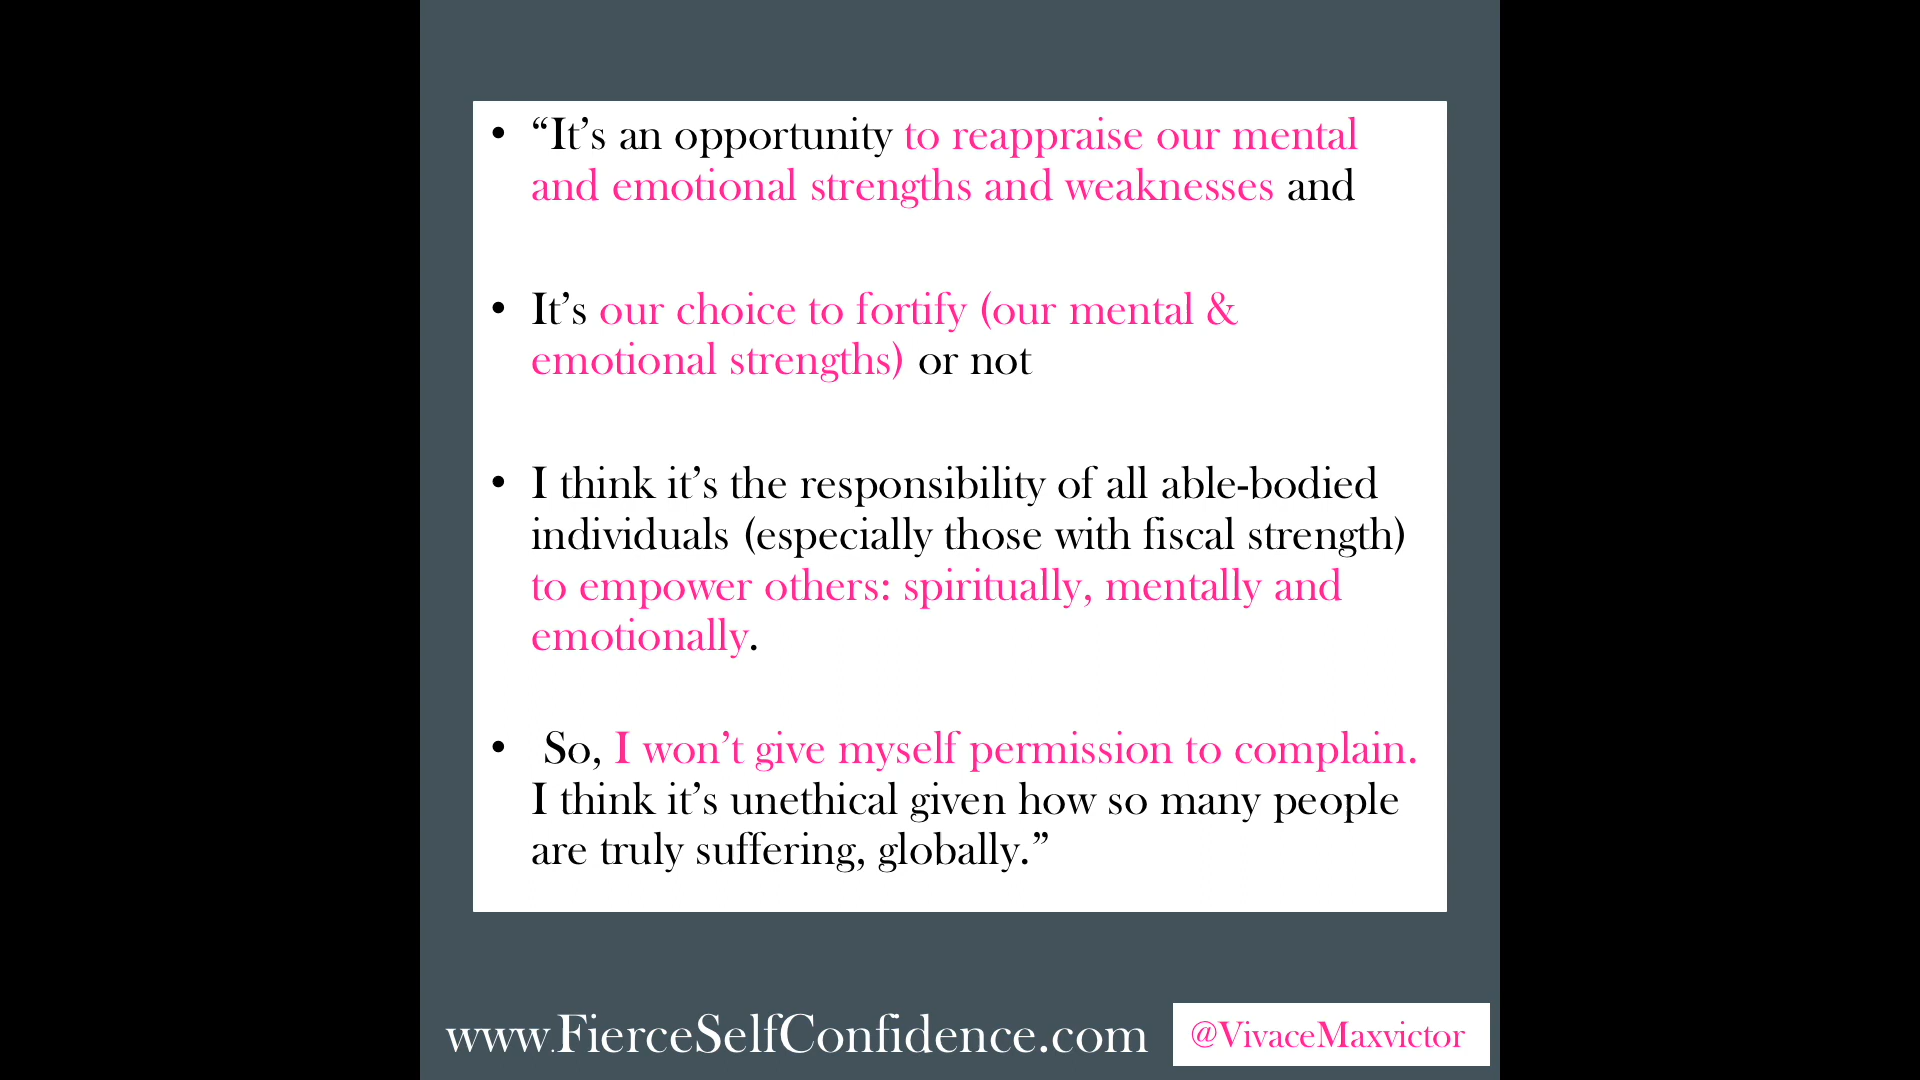 • “It’s an opportunity to reappraise our mental
and emotional strengths and weaknesses and
• It’s our choice to fortify (our mental &
emotional strengths) or not
• I think it’s the responsibility of all able-bodied
individuals (especially those with fiscal strength)
to empower others: spiritually, mentally and
emotionally.
• So, I won’t give myself permission to complain.
I think it’s unethical given how so many people
are truly suffering, globally.”
www.FierceSelfConfidence.com
@VivaceMaxvictor